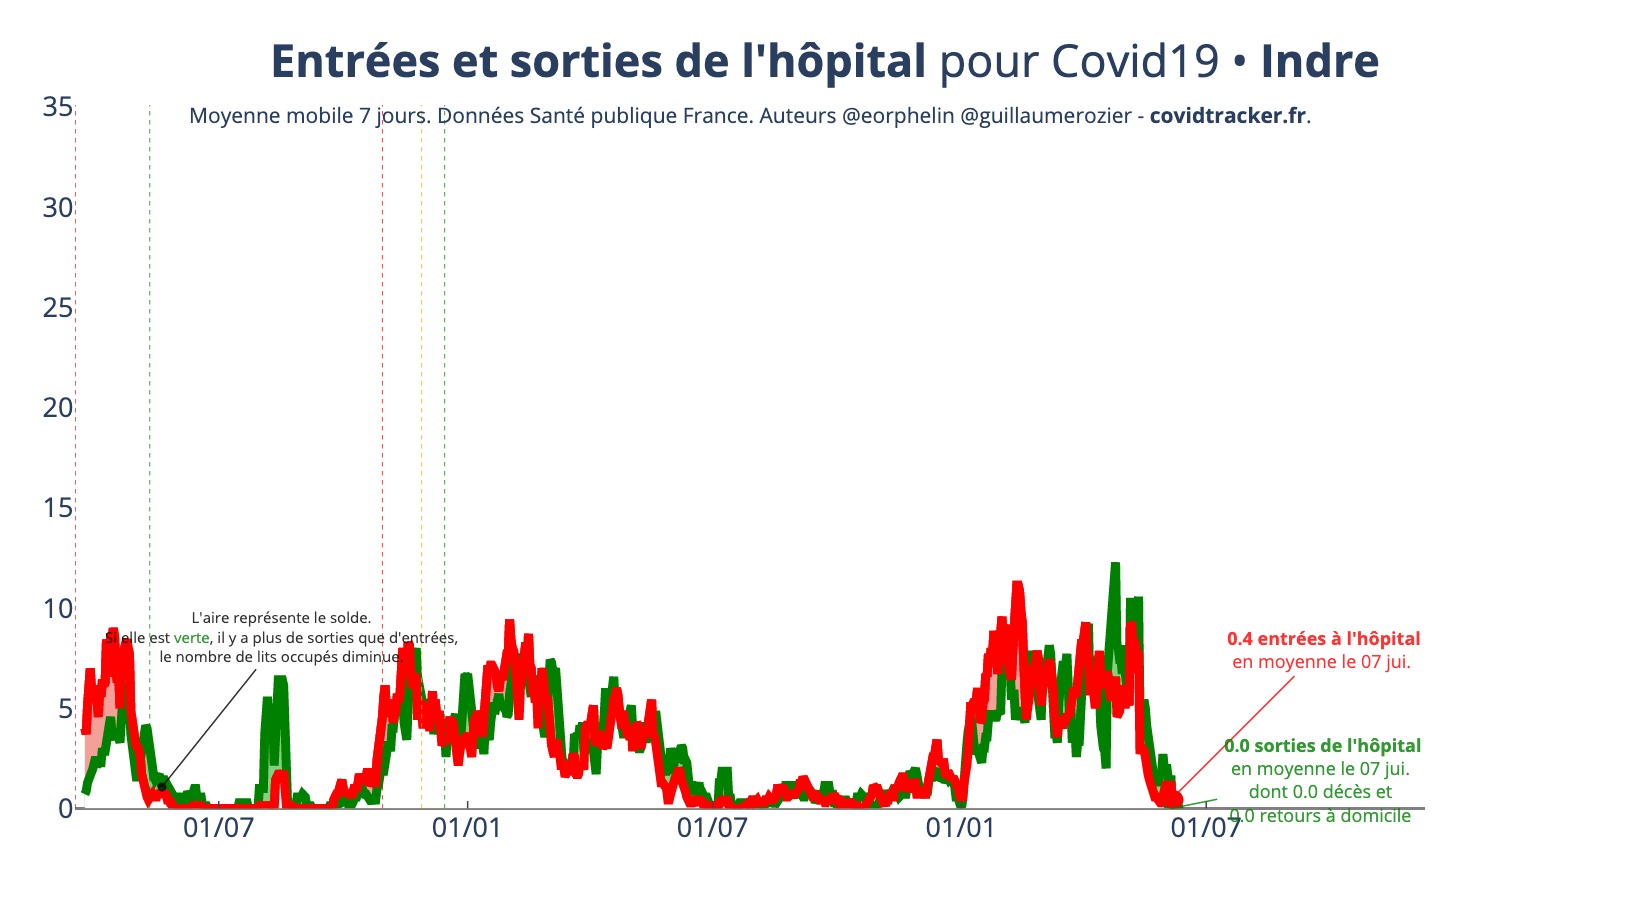 Entrées et sorties de l'hôpital pour Covid19 • Indre
Moyenne mobile 7 jours. Données Santé publique France. Auteurs @eorphelin @guillaumerozier - covidtracker.fr.
35
30
25
20
15
10
5
0
L'aire représente le solde.
Si elle est verte, il y a plus de sorties que d'entrées,
le nombre de lits occupés diminue.
0.4 entrées à l'hôpital
en moyenne le 07 jui.
0.0 sorties de l'hôpital
en moyenne le 07 jui.
dont 0.0 décès et
0.0 retours à domicile
01/07
01/01
01/07
01/01
01/07